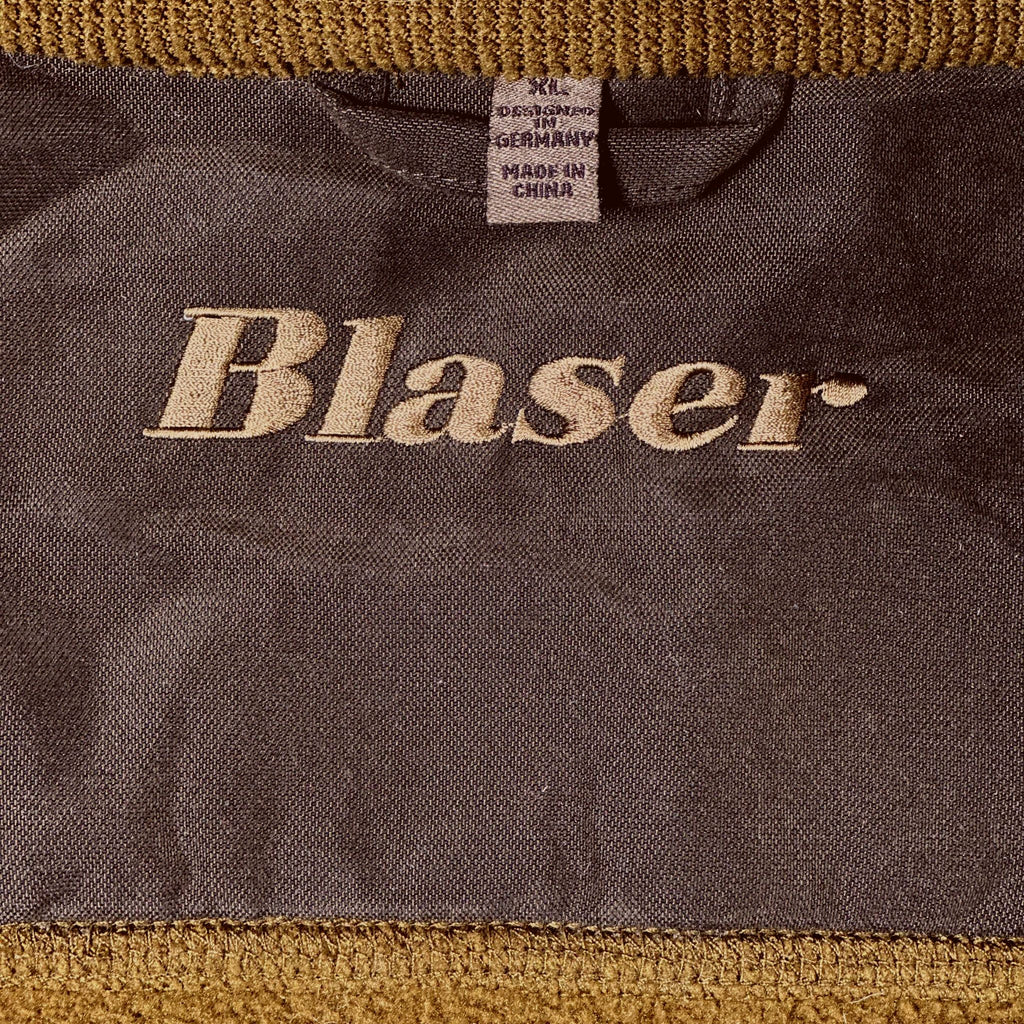 XL
DESIGNED
IN
GERMANY
MADE IN
CHINA
Blaser